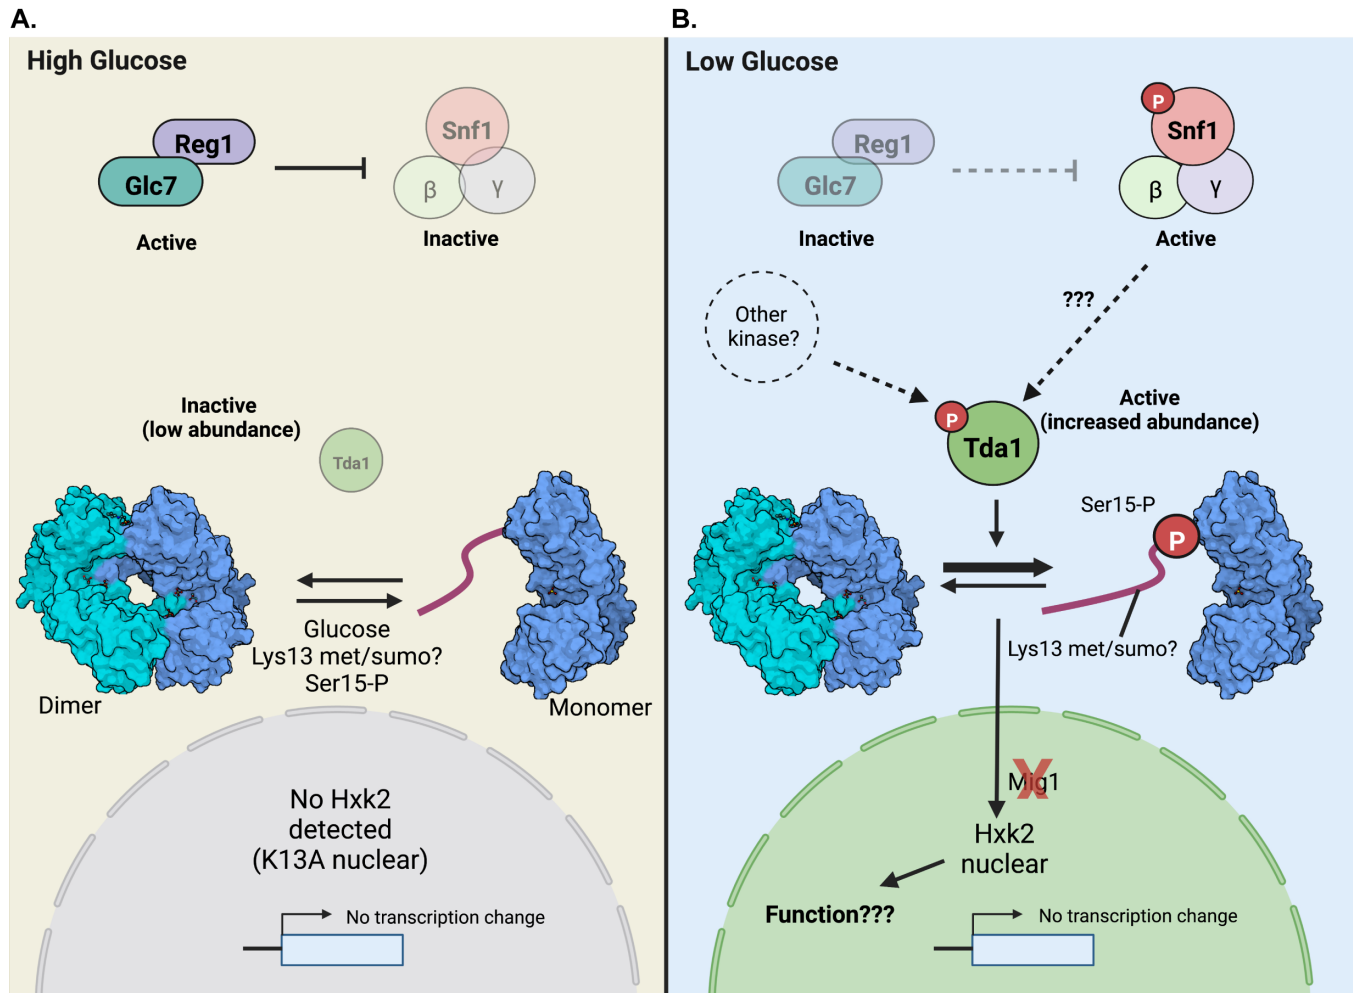 A.
High Glucose
Reg1
Glc7
Active
Snf1
β
γ
Inactive
Inactive
(low abundance)
Tda1
Glucose
Lys13 met/sumo?
Ser15-P
Dimer
Monomer
No Hxk2
detected
(K13A nuclear)
No transcription change
B.
Low Glucose
Reg1
Glc7
Inactive
P
Snf1
β
γ
Active
???
Other
kinase?
P
Tda1
Active
(increased abundance)
Ser15-P
P
Lys13 met/sumo?
Mig1
X
Hxk2
nuclear
Function???
No transcription change